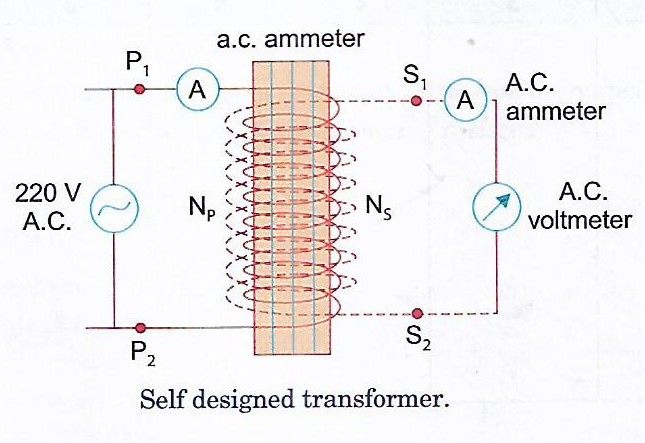 a.c. ammeter
P1
A
S1
A
A.C.
ammeter
220 V
A.C.
NP
NS
A.C.
voltmeter
P2
S2
Self designed transformer.